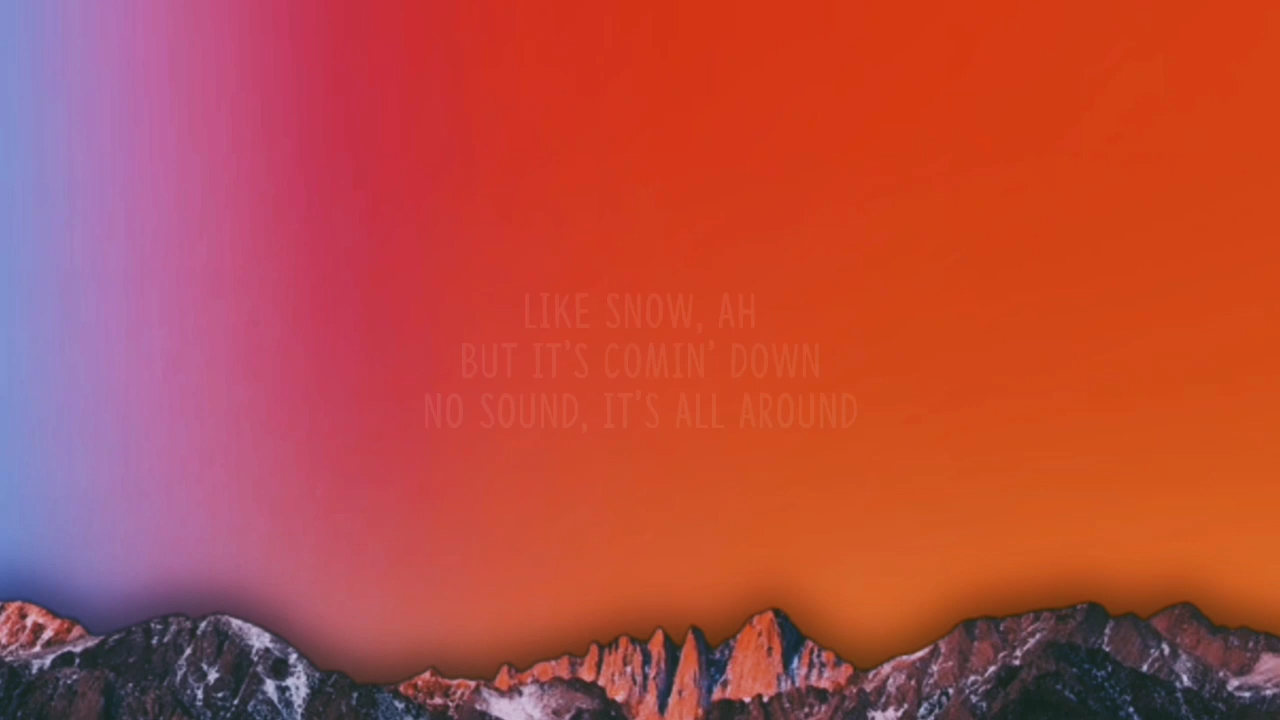 LIKE SNOW, AH
BUT IT'S COMIN' DOWN
NO SOUND, IT'S ALL AROUND